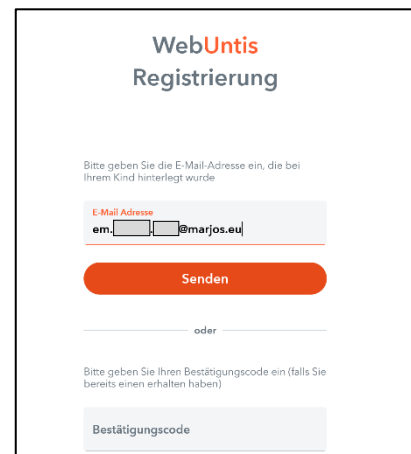 WebUntis
Registrierung
Bitte geben Sie die E-Mail-Adresse ein, die bei
Ihrem Kind hinterlegt wurde
E-Mail Adresse
em. . @marjos.eu
Senden
oder
Bitte geben Sie Ihren Bestätigungscode ein (falls Sie
bereits einen erhalten haben)
Bestätigungscode